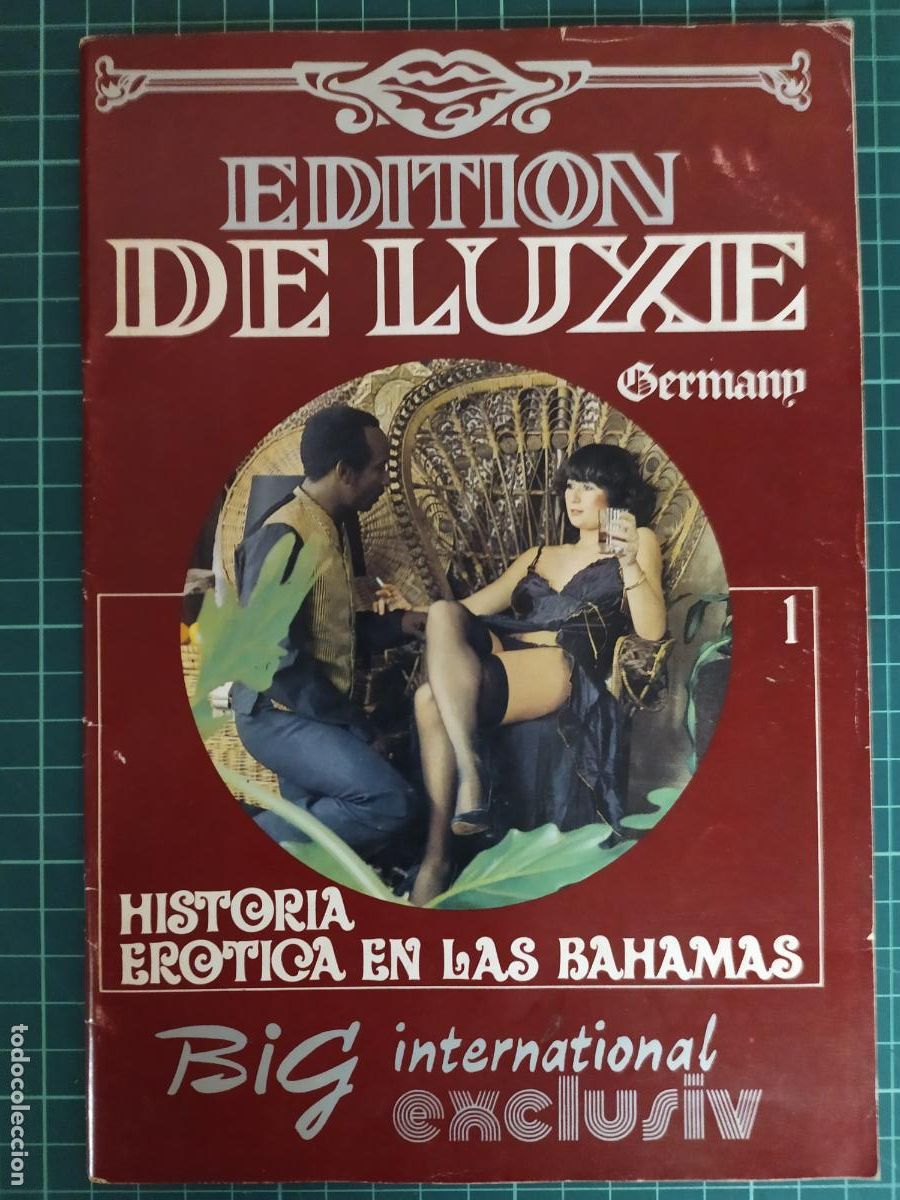 EDITION
DE LUXE
Germany
1
HISTORIA
EROTICA EN LAS BAHAMAS
BiG international
exclusiv
todocoleccion